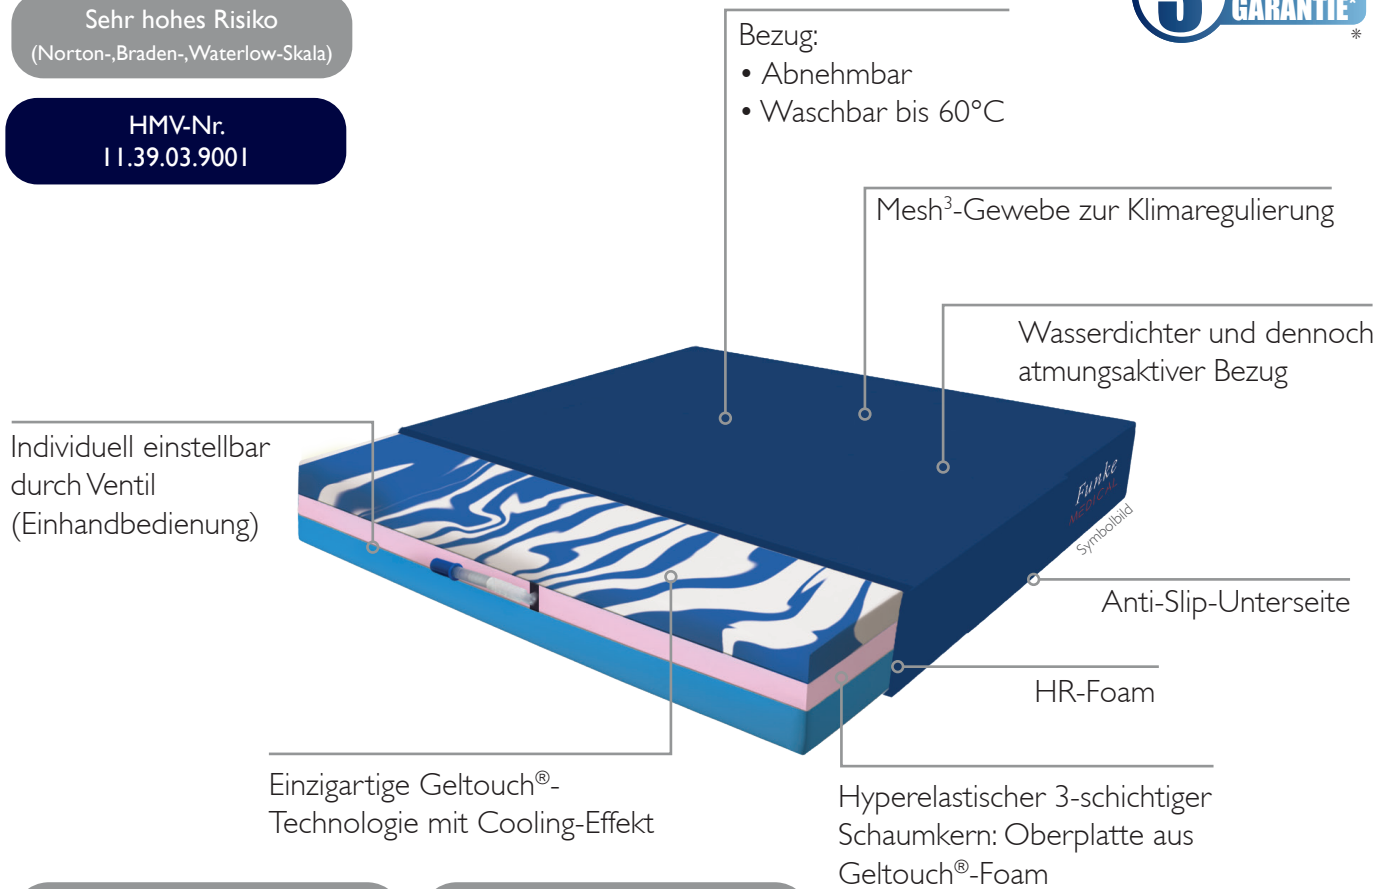 Sehr hohes Risiko
(Norton-,Braden-,Waterlow-Skala)
HMV-Nr.
11.39.03.9001
GARANTIE*
*
Bezug:
• Abnehmbar
• Waschbar bis 60°C
Mesh³-Gewebe zur Klimaregulierung
Wasserdichter und dennoch
atmungsaktiver Bezug
Individuell einstellbar
durch Ventil
(Einhandbedienung)
Funke
MEDICAL
Symbolbild
Anti-Slip-Unterseite
HR-Foam
Einzigartige Geltouch®-
Technologie mit Cooling-Effekt
Hyperelastischer 3-schichtiger
Schaumkern: Oberplatte aus
Geltouch®-Foam